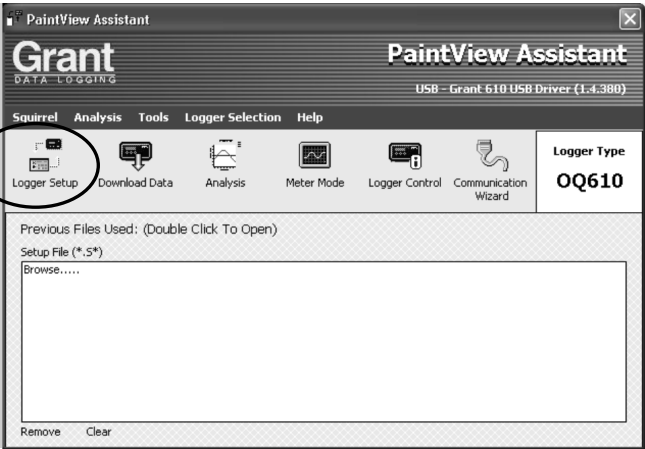 PaintView Assistant
Grant
DATA LOGGING
PaintView Assistant
USB - Grant 610 USB Driver (1.4.380)
Squirrel Analysis Tools Logger Selection Help
Logger Setup Download Data Analysis Meter Mode Logger Control Communication Wizard
Logger Type
OQ610
Previous Files Used: (Double Click To Open)
Setup File (*.S*)
Browse.....
Remove Clear